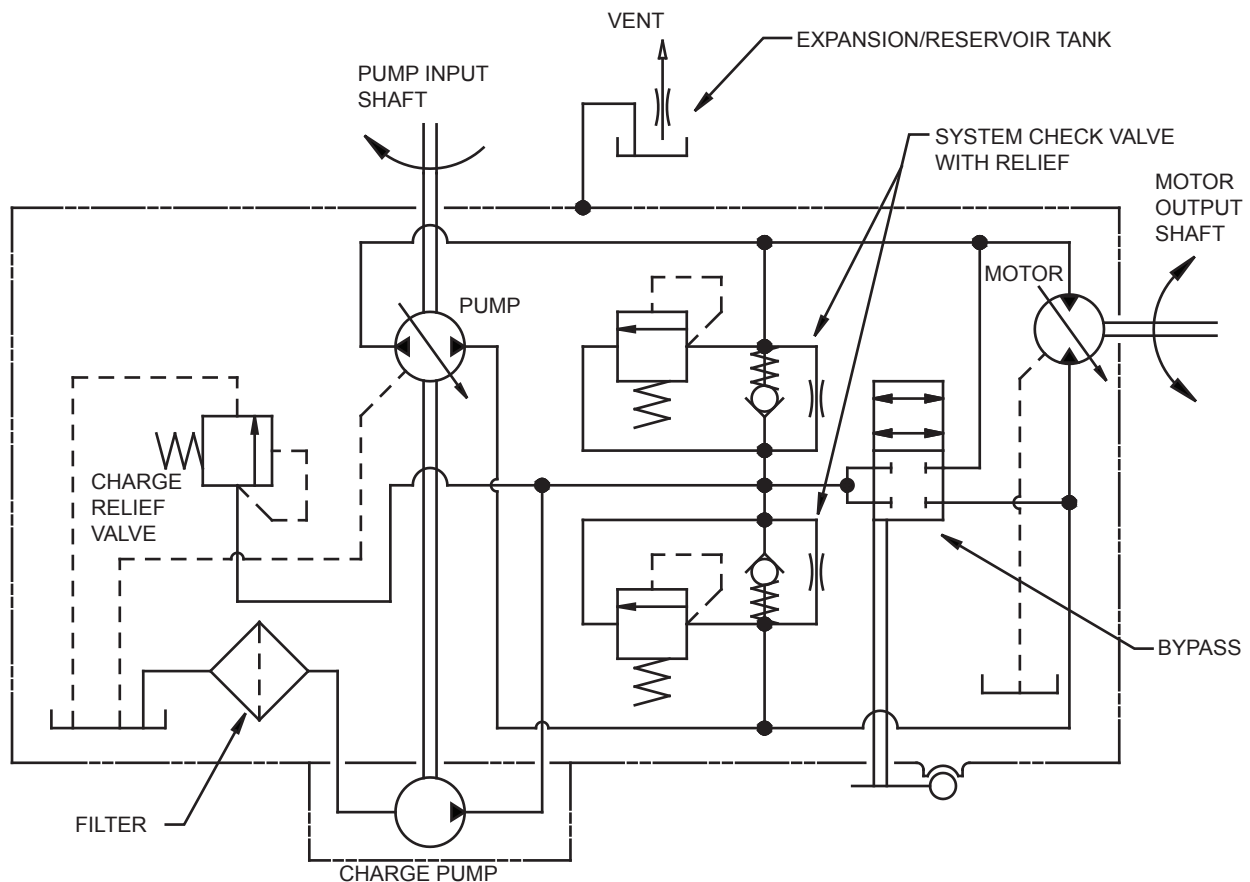 VENT
EXPANSION/RESERVOIR TANK
PUMP INPUT
SHAFT
SYSTEM CHECK VALVE
WITH RELIEF
MOTOR
OUTPUT
SHAFT
MOTOR
PUMP
CHARGE
RELIEF
VALVE
BYPASS
FILTER
CHARGE PUMP